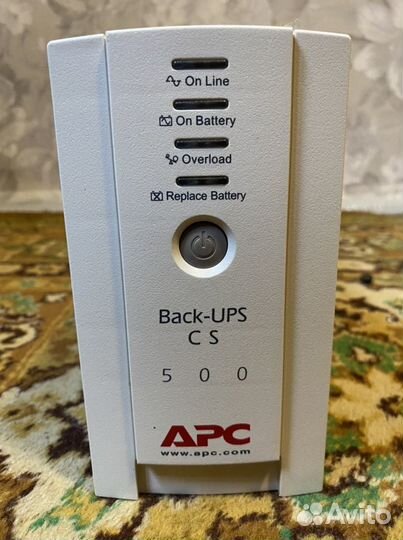 On Line
On Battery
Overload
Replace Battery
Back-UPS
CS
500
APC
www.apc.com
Avito